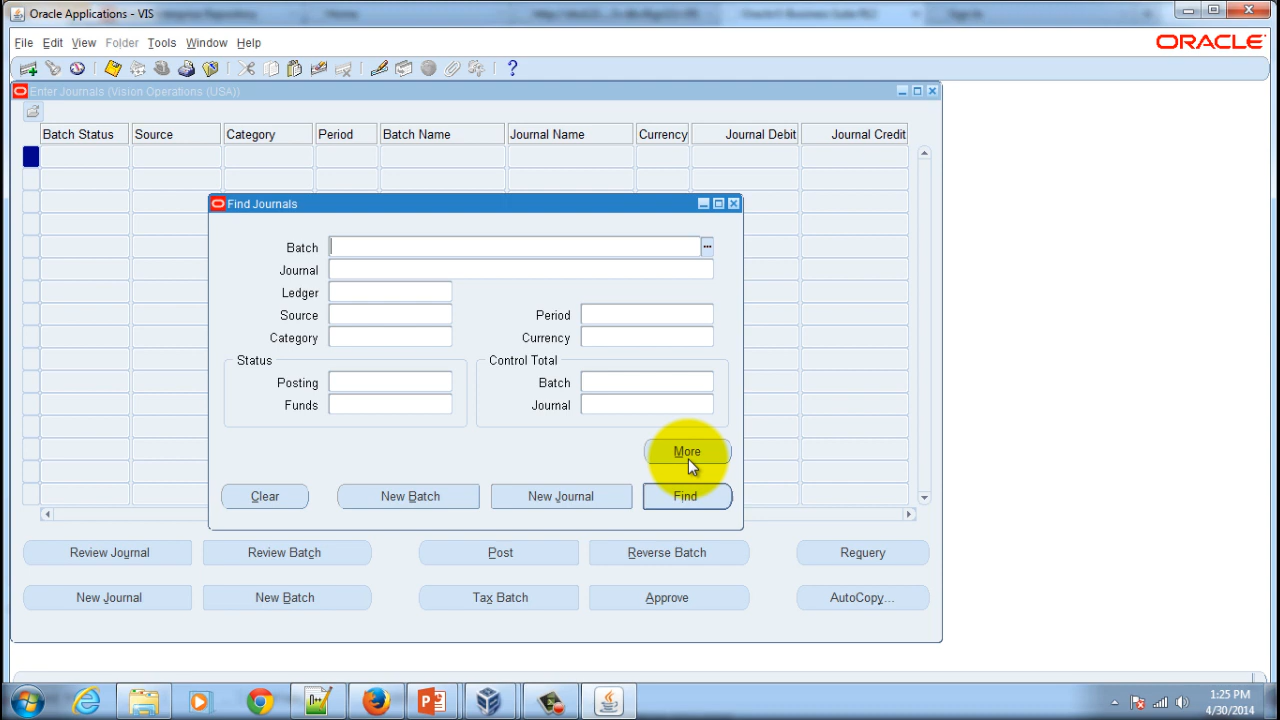 Oracle Applications - VIS
File Edit View Folder Tools Window Help
ORACLE
Enter Journals (Vision Operations (USA))
Batch Status Source Category Period Batch Name Journal Name Currency Journal Debit Journal Credit
Find Journals
Batch
Journal
Ledger
Source Period
Category Currency
Status Control Total
Posting Batch
Funds Journal
More
Clear New Batch New Journal Find
Review Journal Review Batch Post Reverse Batch Requery
New Journal New Batch Tax Batch Approve AutoCopy...
1:25 PM
4/30/2014